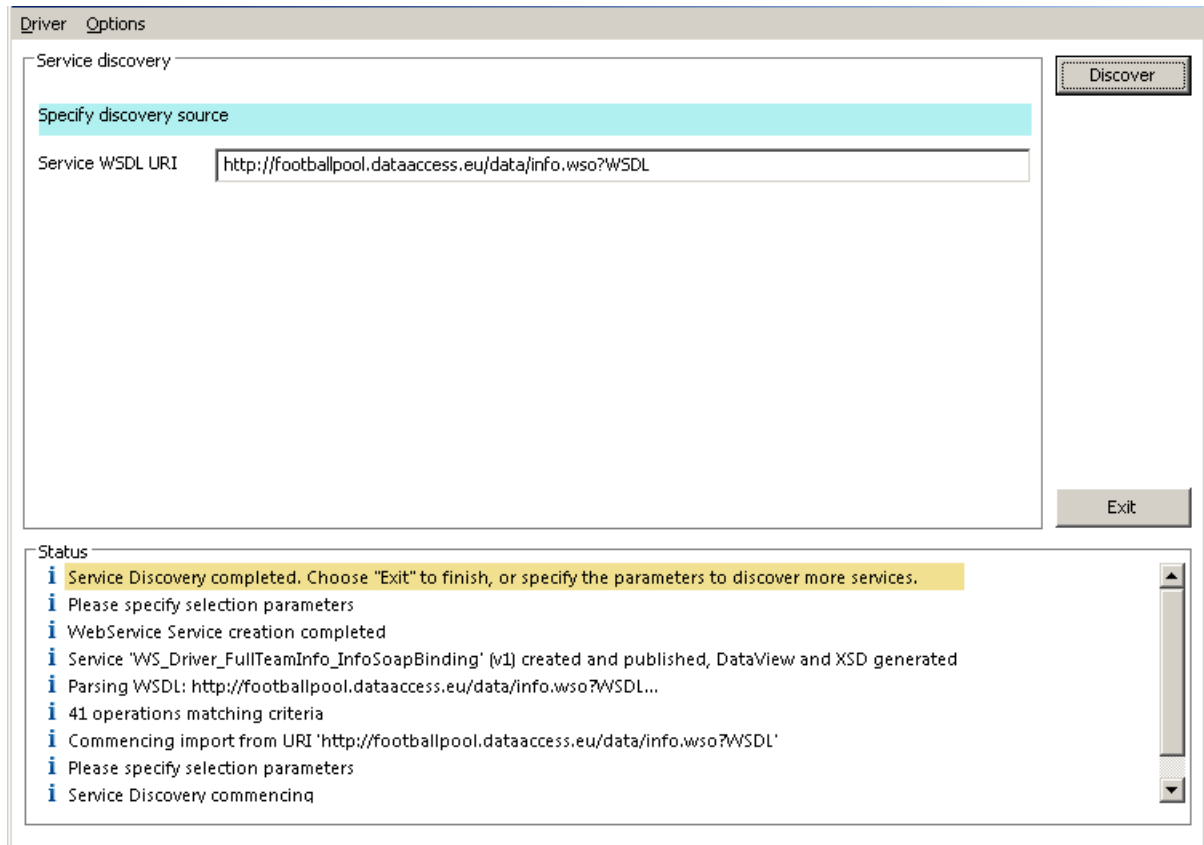 Driver Options
Service discovery
Discover
Specify discovery source
Service WSDL URI http://footballpool.dataaccess.eu/data/info.wso?WSDL
Exit
Status
i Service Discovery completed. Choose "Exit" to finish, or specify the parameters to discover more services.
i Please specify selection parameters
i WebService Service creation completed
i Service 'WS_Driver_FullTeamInfo_InfoSoapBinding' (v1) created and published, DataView and XSD generated
i Parsing WSDL: http://footballpool.dataaccess.eu/data/info.wso?WSDL...
i 41 operations matching criteria
i Commencing import from URI 'http://footballpool.dataaccess.eu/data/info.wso?WSDL'
i Please specify selection parameters
i Service Discovery commencing